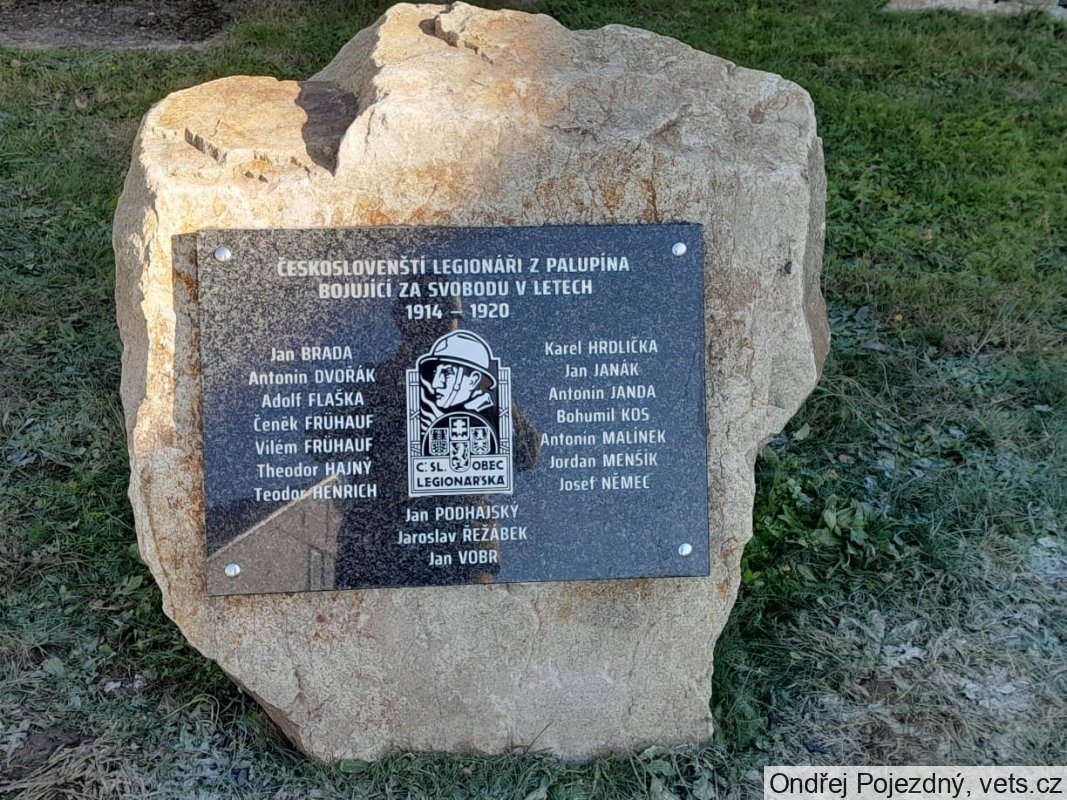 ČESKOSLOVENŠTÍ LEGIONÁŘI Z PALUPÍNA
BOJUJÍCÍ ZA SVOBODU V LETECH
1914 – 1920
Jan BRADA
Antonín DVOŘÁK
Adolf FLAŠKA
Čeněk FRÜHAUF
Vilém FRÜHAUF
Theodor HAJNÝ
Teodor HENRICH
Č.SL. OBEC
LEGIONÁŘSKÁ
Karel HRDLIČKA
Jan JANÁK
Antonín JANDA
Bohumil KOS
Antonín MALÍNEK
Jordan MENŠÍK
Josef NĚMEC
Jan PODHAJSKÝ
Jaroslav ŘEŽÁBEK
Jan VOBR
Ondřej Pojezdný, vets.cz